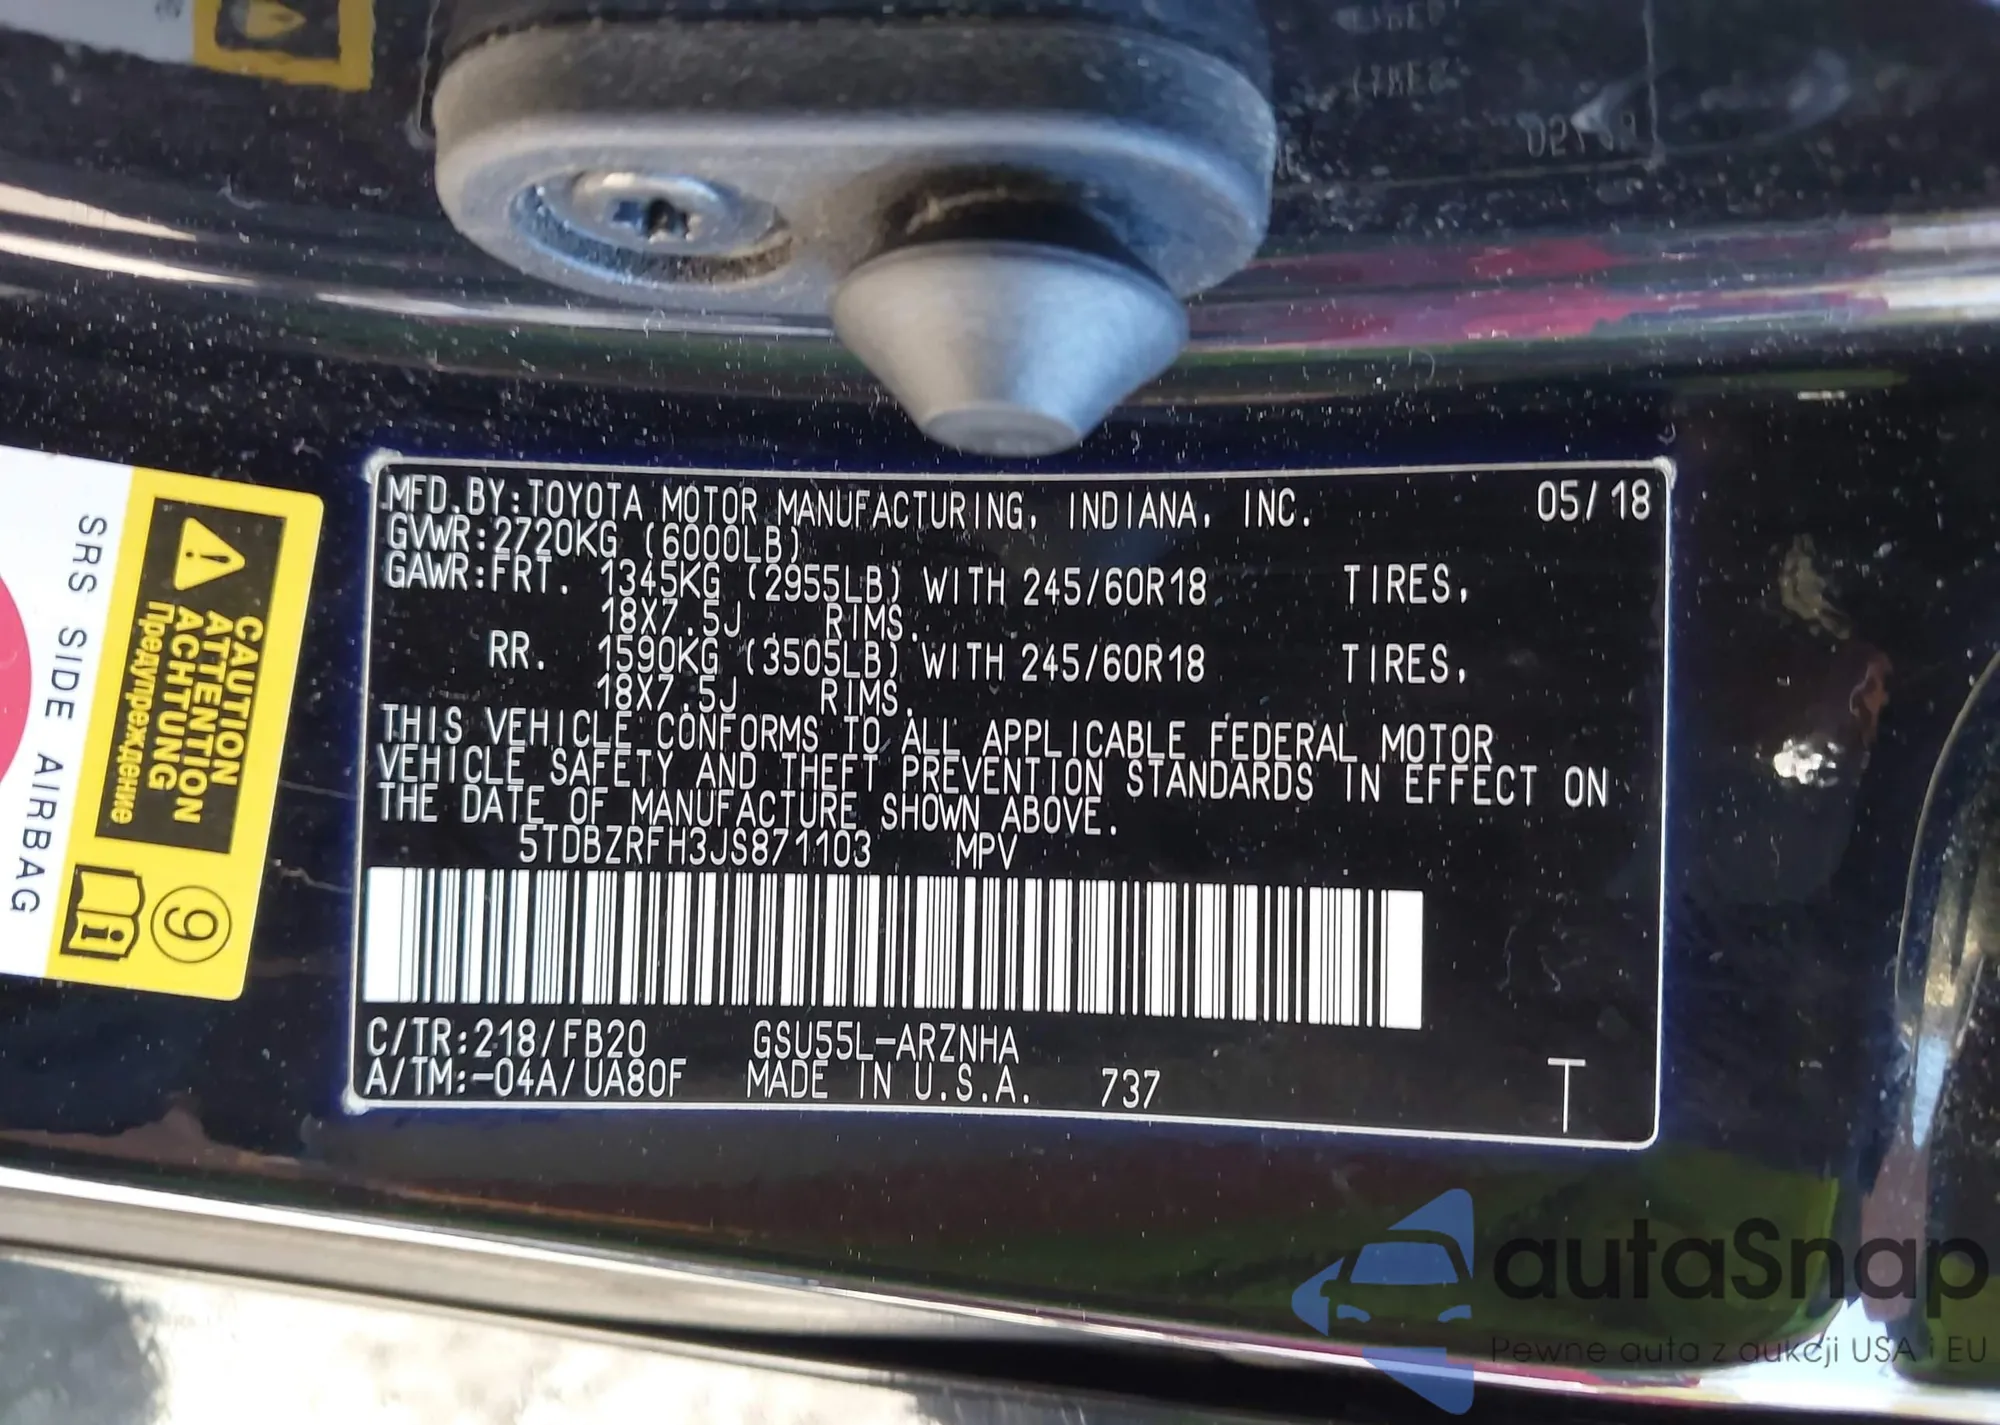 MFD.BY:TOYOTA MOTOR MANUFACTURING, INDIANA, INC. 05/18
GVWR:2720KG (6000LB)
GAWR:FRT. 1345KG (2955LB) WITH 245/60R18 TIRES,
18X7.5J RIMS.
RR. 1590KG (3505LB) WITH 245/60R18 TIRES,
18X7.5J RIMS.
THIS VEHICLE CONFORMS TO ALL APPLICABLE FEDERAL MOTOR
VEHICLE SAFETY AND THEFT PREVENTION STANDARDS IN EFFECT ON
THE DATE OF MANUFACTURE SHOWN ABOVE.
5TDBZRFH3JS871103 MPV
C/TR:218/FB20 GSU55L-ARZNHA
A/TM:-04A/UA80F MADE IN U.S.A. 737
T
CAUTION
ATTENTION
ACHTUNG
Предупреждение
SRS SIDE AIRBAG
9
autaSnap
Pewne auta z aukcji USA i EU